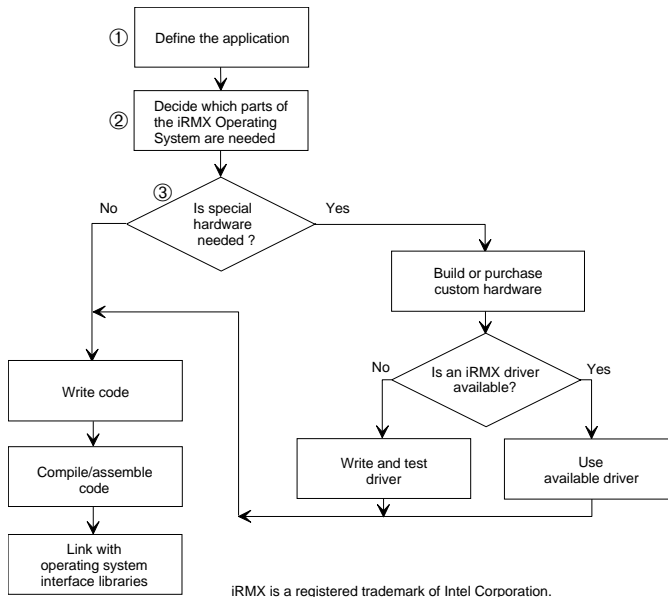 ①
Define the application
②
Decide which parts of
the iRMX Operating
System are needed
③
No
Is special
hardware
needed ?
Yes
Build or purchase
custom hardware
No
Is an iRMX driver
available?
Yes
Write code
Write and test
driver
Use
available driver
Compile/assemble
code
Link with
operating system
interface libraries
iRMX is a registered trademark of Intel Corporation.